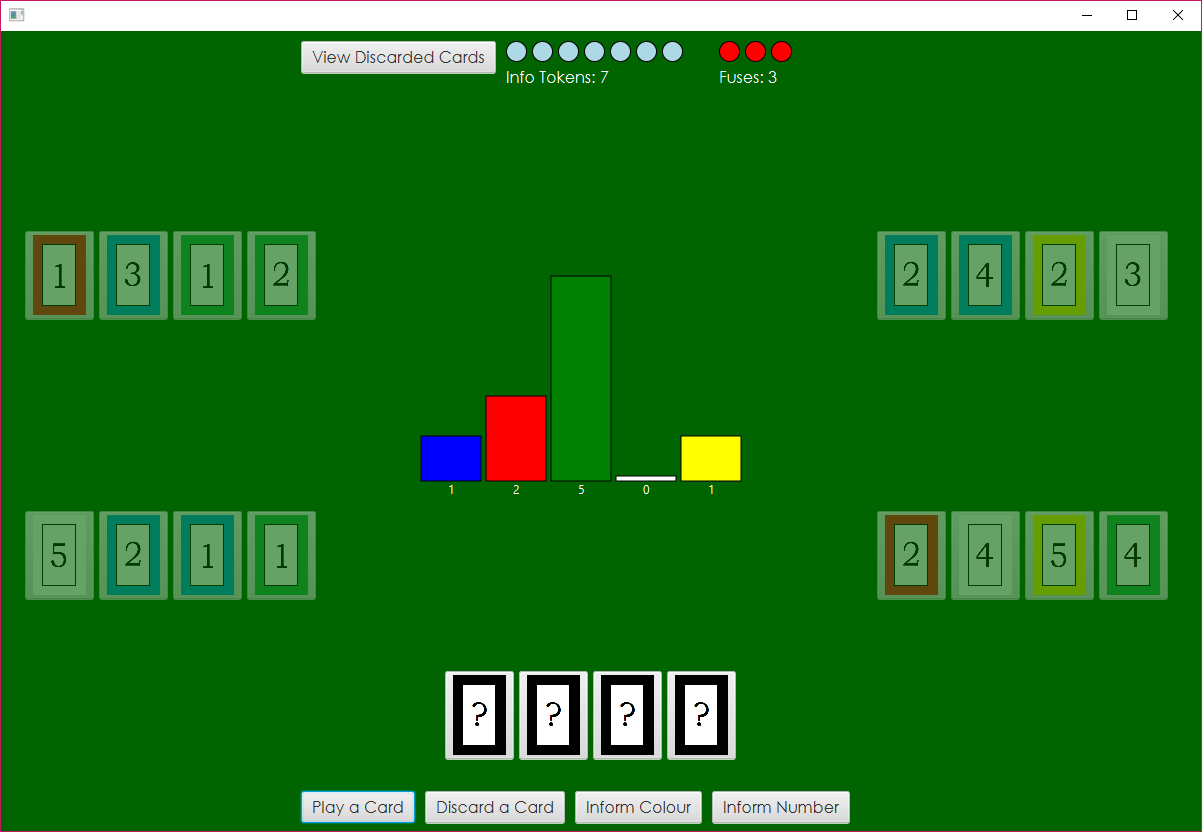 View Discarded Cards
Info Tokens: 7
Fuses: 3
1 3 1 2
2 4 2 3
1 2 5 0 1
5 2 1 1
2 4 5 4
? ? ? ?
Play a Card
Discard a Card
Inform Colour
Inform Number